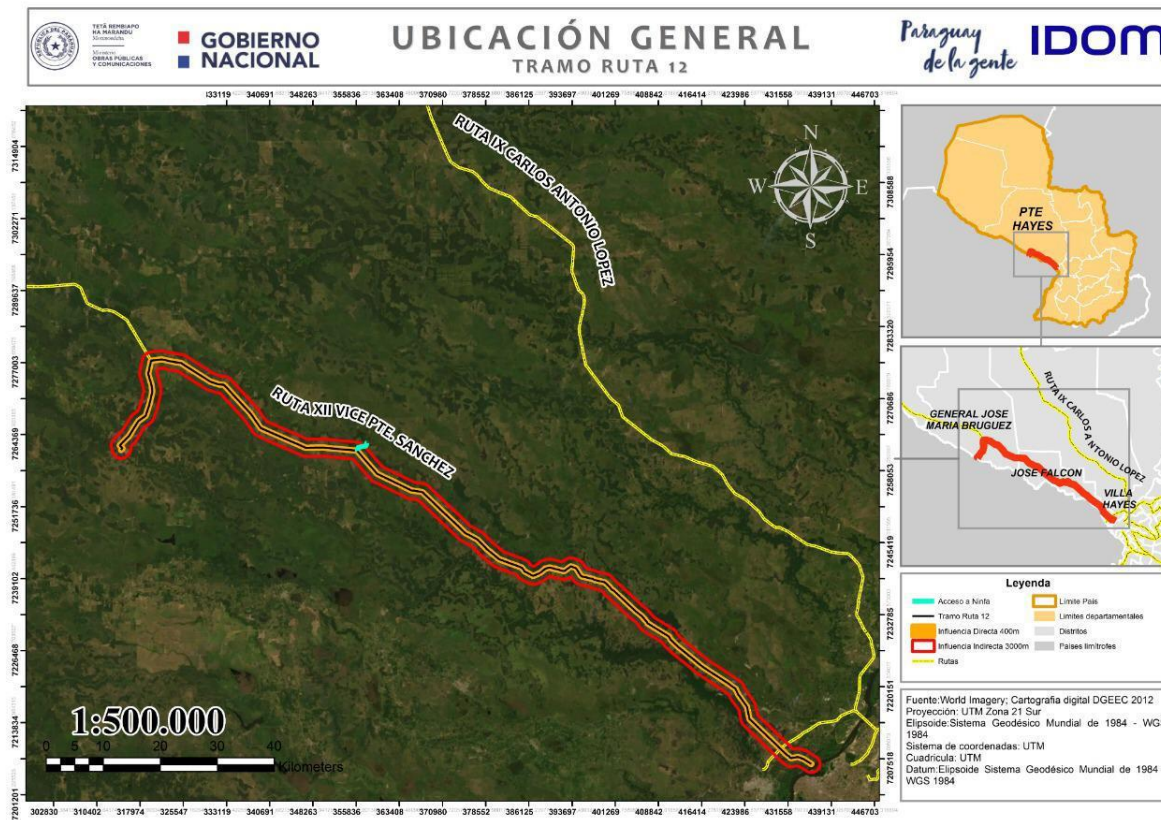 TETÃ REMBIAPO
HA MARANDU
Motenondeha
Ministerio
OBRAS PÚBLICAS
Y COMUNICACIONES
GOBIERNO
NACIONAL
UBICACIÓN GENERAL
TRAMO RUTA 12
Paraguay
de la gente
IDOM
333119 340691 348263 355836 363408 370980 378552 386125 393697 401269 408842 416414 423986 431558 439131 446703
7314904
7302271
7289637
7277003
7264369
7251736
7239102
7226468
7213834
7201201
RUTA IX CARLOS ANTONIO LOPEZ
RUTA XII VICE PTE. SANCHEZ
N
W E
S
7308588
7295954
7283320
7270686
7258053
7245419
7232785
7220151
7207518
1:500.000
0 5 10 20 30 40
Kilometers
302830 310402 317974 325547 333119 340691 348263 355836 363408 370980 378552 386125 393697 401269 408842 416414 423986 431558 439131 446703
PTE
HAYES
GENERAL JOSE
MARIA BRUGUEZ
RUTA IX CARLOS ANTONIO LOPEZ
JOSE FALCON
VILLA
HAYES
Leyenda
Acceso a Ninfa
Tramo Ruta 12
Influencia Directa 400m
Influencia Indirecta 3000m
Rutas
Límite País
Límites departamentales
Distritos
Países limítrofes
Fuente:World Imagery; Cartografia digital DGEEC 2012
Proyección: UTM Zona 21 Sur
Elipsoide:Sistema Geodésico Mundial de 1984 - WGS
1984
Sistema de coordenadas: UTM
Cuadrícula: UTM
Datum:Elipsoide Sistema Geodésico Mundial de 1984
WGS 1984